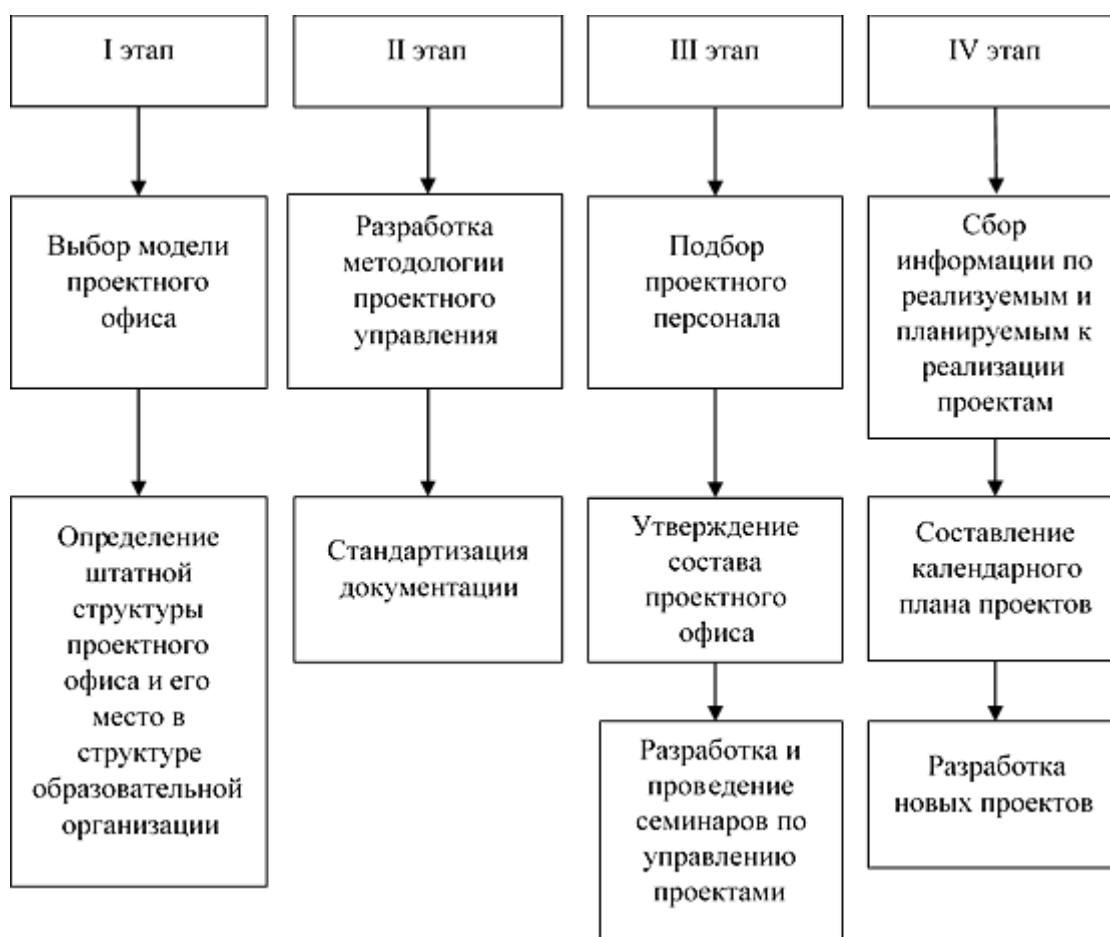 I этап
II этап
III этап
IV этап
Выбор модели
проектного
офиса
Разработка
методологии
проектного
управления
Подбор
проектного
персонала
Сбор
информации по
реализуемым и
планируемым к
реализации
проектам
Определение
штатной
структуры
проектного
офиса и его
место в
структуре
образовательной
организации
Стандартизация
документации
Утверждение
состава
проектного
офиса
Составление
календарного
плана проектов
Разработка и
проведение
семинаров по
управлению
проектами
Разработка
новых проектов